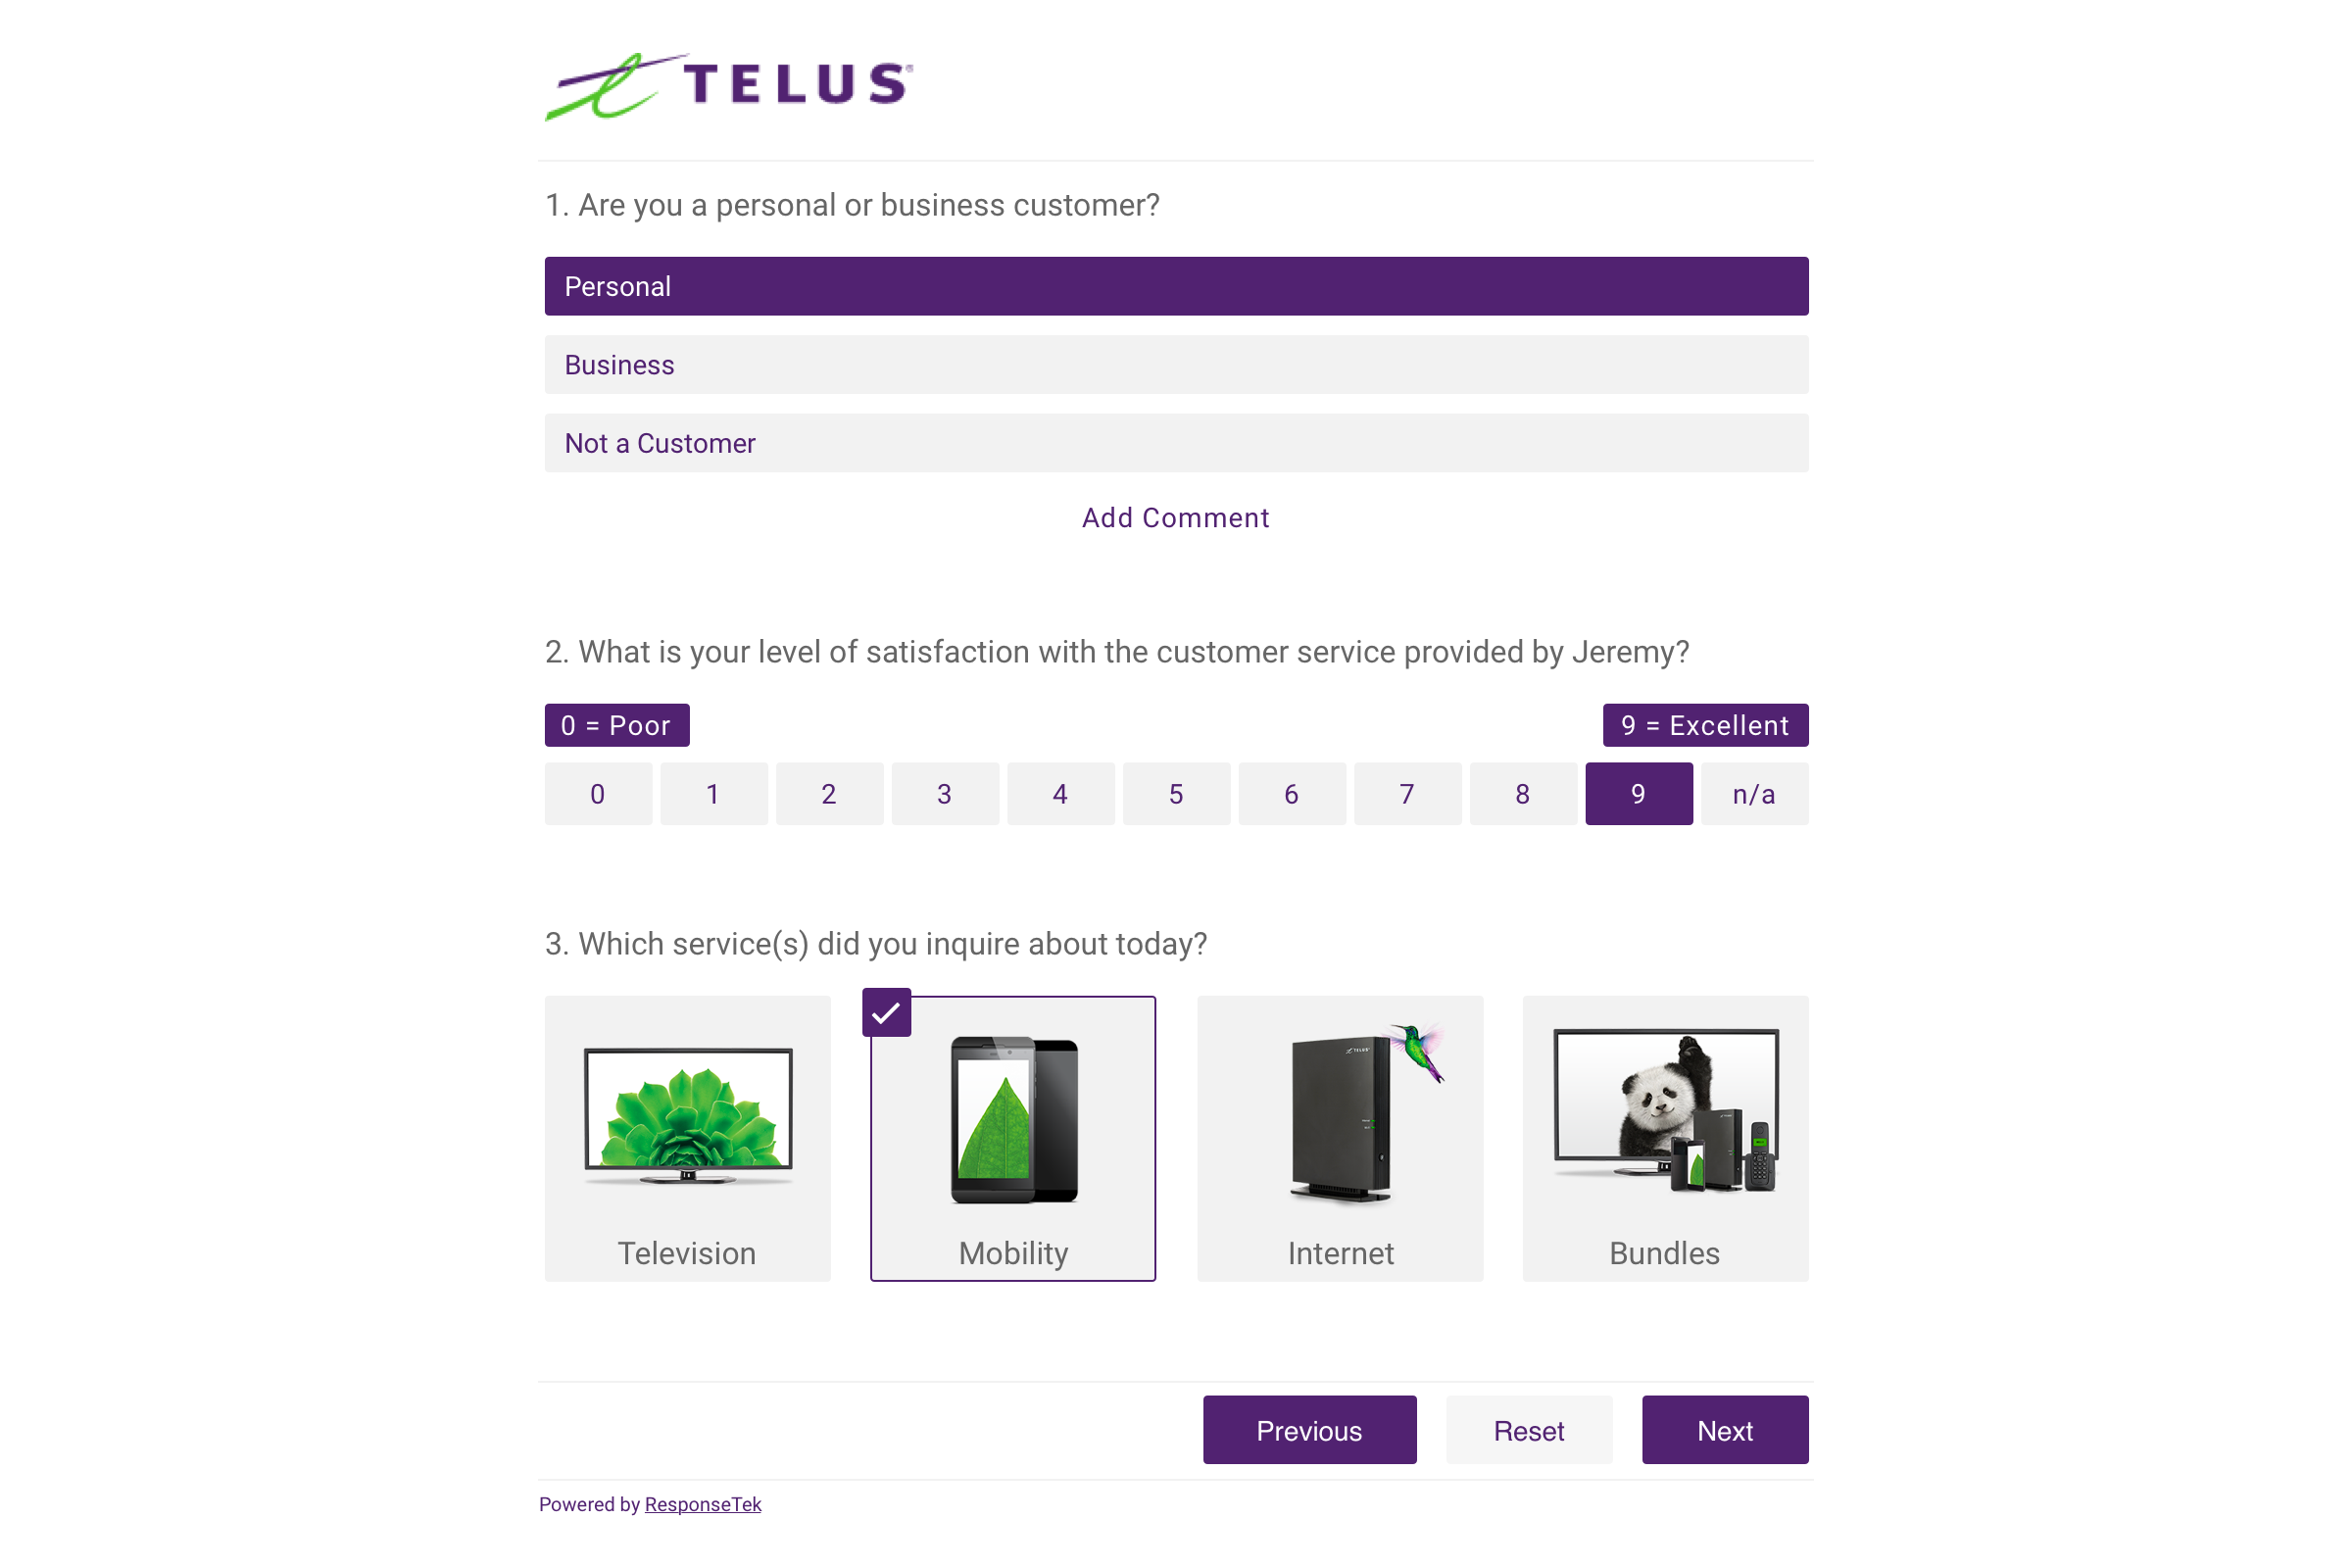 TELUS®
1. Are you a personal or business customer?
Personal
Business
Not a Customer
Add Comment
2. What is your level of satisfaction with the customer service provided by Jeremy?
0 = Poor
9 = Excellent
0 1 2 3 4 5 6 7 8 9 n/a
3. Which service(s) did you inquire about today?
TELUS
Television Mobility Internet Bundles
Previous Reset Next
Powered by ResponseTek